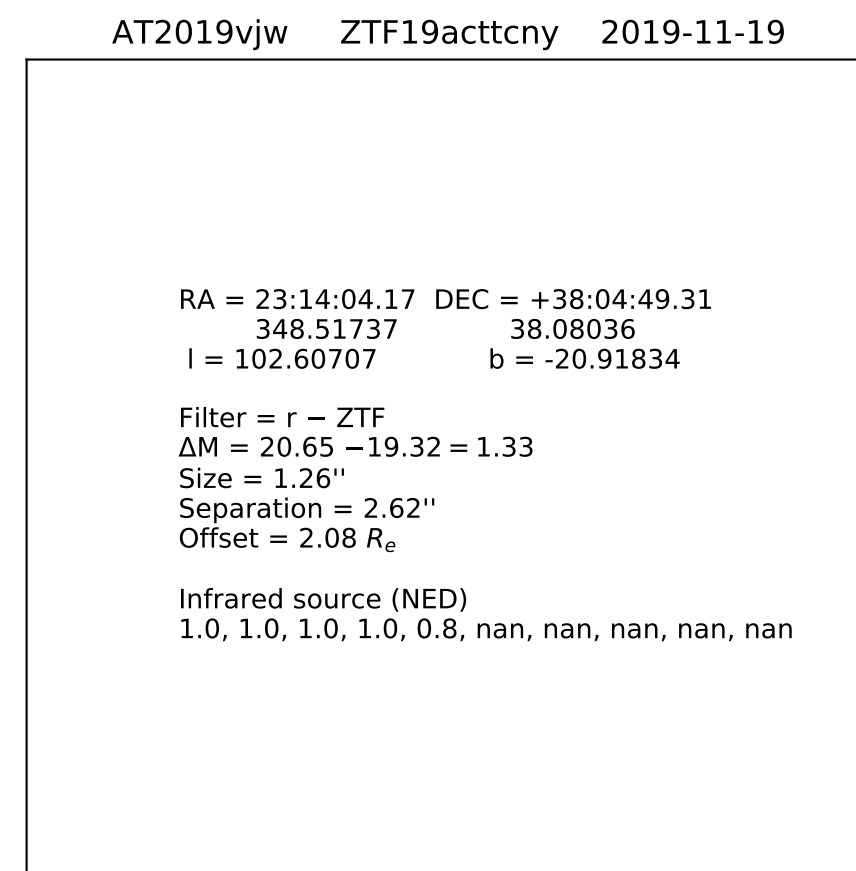 AT2019vjw ZTF19acttcny 2019-11-19
RA = 23:14:04.17 DEC = +38:04:49.31
348.51737 38.08036
l = 102.60707 b = -20.91834
Filter = r − ZTF
ΔM = 20.65 −19.32 = 1.33
Size = 1.26''
Separation = 2.62''
Offset = 2.08 Re
Infrared source (NED)
1.0, 1.0, 1.0, 1.0, 0.8, nan, nan, nan, nan, nan